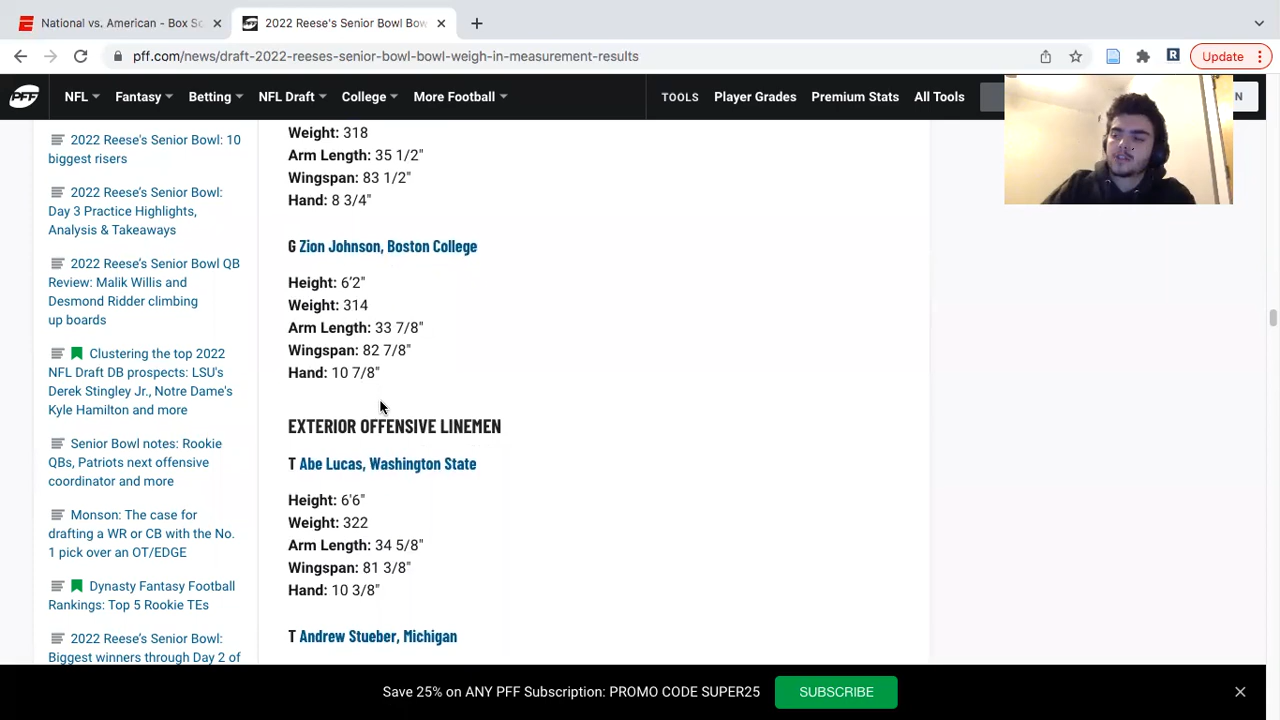 National vs. American - Box Sc
2022 Reese's Senior Bowl Bow
pff.com/news/draft-2022-reeses-senior-bowl-bowl-weigh-in-measurement-results
Update
PFF
NFL
Fantasy
Betting
NFL Draft
College
More Football
TOOLS
Player Grades
Premium Stats
All Tools
N
2022 Reese's Senior Bowl: 10
biggest risers
2022 Reese's Senior Bowl:
Day 3 Practice Highlights,
Analysis & Takeaways
2022 Reese's Senior Bowl QB
Review: Malik Willis and
Desmond Ridder climbing
up boards
Clustering the top 2022
NFL Draft DB prospects: LSU's
Derek Stingley Jr., Notre Dame's
Kyle Hamilton and more
Senior Bowl notes: Rookie
QBs, Patriots next offensive
coordinator and more
Monson: The case for
drafting a WR or CB with the No.
1 pick over an OT/EDGE
Dynasty Fantasy Football
Rankings: Top 5 Rookie TEs
2022 Reese's Senior Bowl:
Biggest winners through Day 2 of
Weight: 318
Arm Length: 35 1/2"
Wingspan: 83 1/2"
Hand: 8 3/4"
G Zion Johnson, Boston College
Height: 6'2"
Weight: 314
Arm Length: 33 7/8"
Wingspan: 82 7/8"
Hand: 10 7/8"
EXTERIOR OFFENSIVE LINEMEN
T Abe Lucas, Washington State
Height: 6'6"
Weight: 322
Arm Length: 34 5/8"
Wingspan: 81 3/8"
Hand: 10 3/8"
T Andrew Stueber, Michigan
Save 25% on ANY PFF Subscription: PROMO CODE SUPER25
SUBSCRIBE